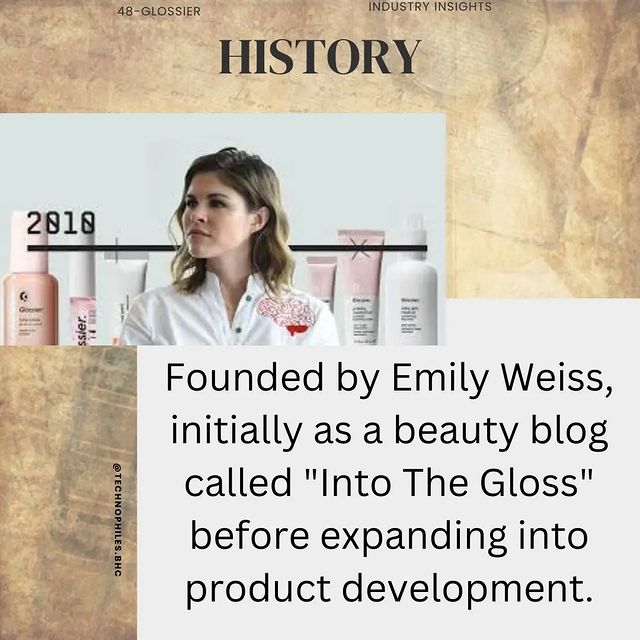 48-GLOSSIER
INDUSTRY INSIGHTS
HISTORY
2010
Glossier.
Glossier.
Founded by Emily Weiss,
initially as a beauty blog
called "Into The Gloss"
before expanding into
product development.
@TECHNOPHILES.BHC